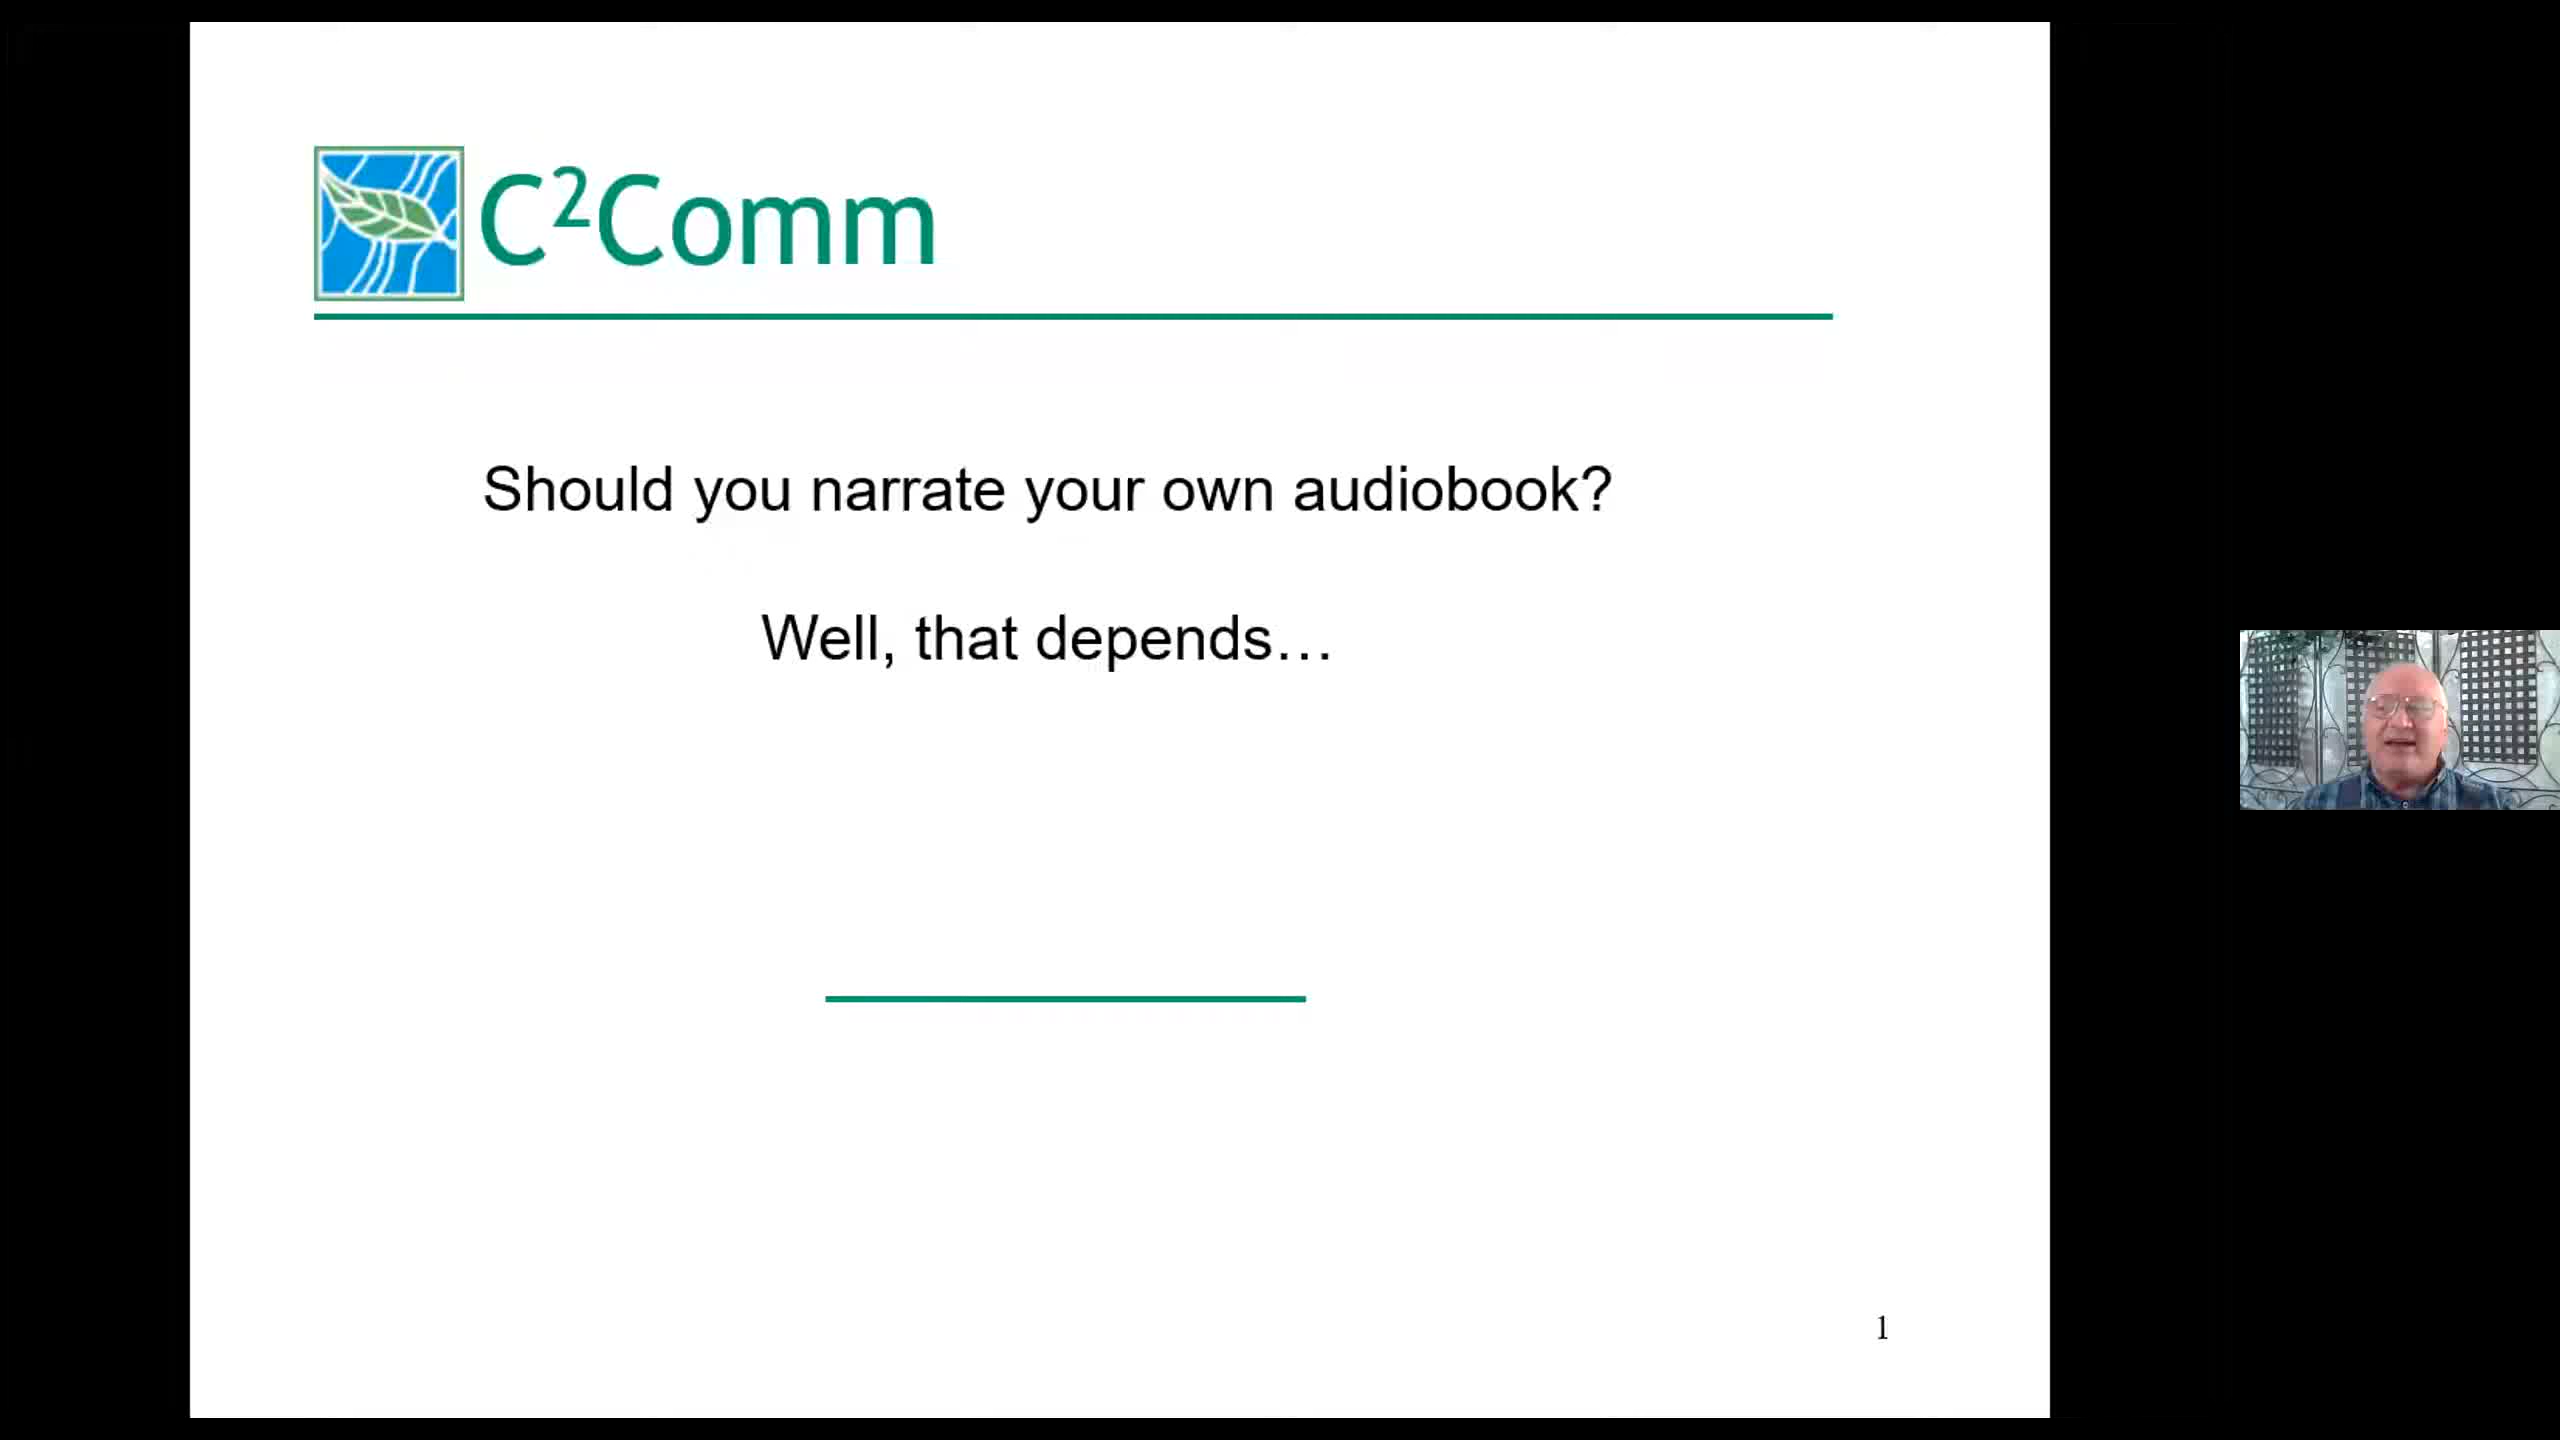 C²Comm
Should you narrate your own audiobook?
Well, that depends…
1